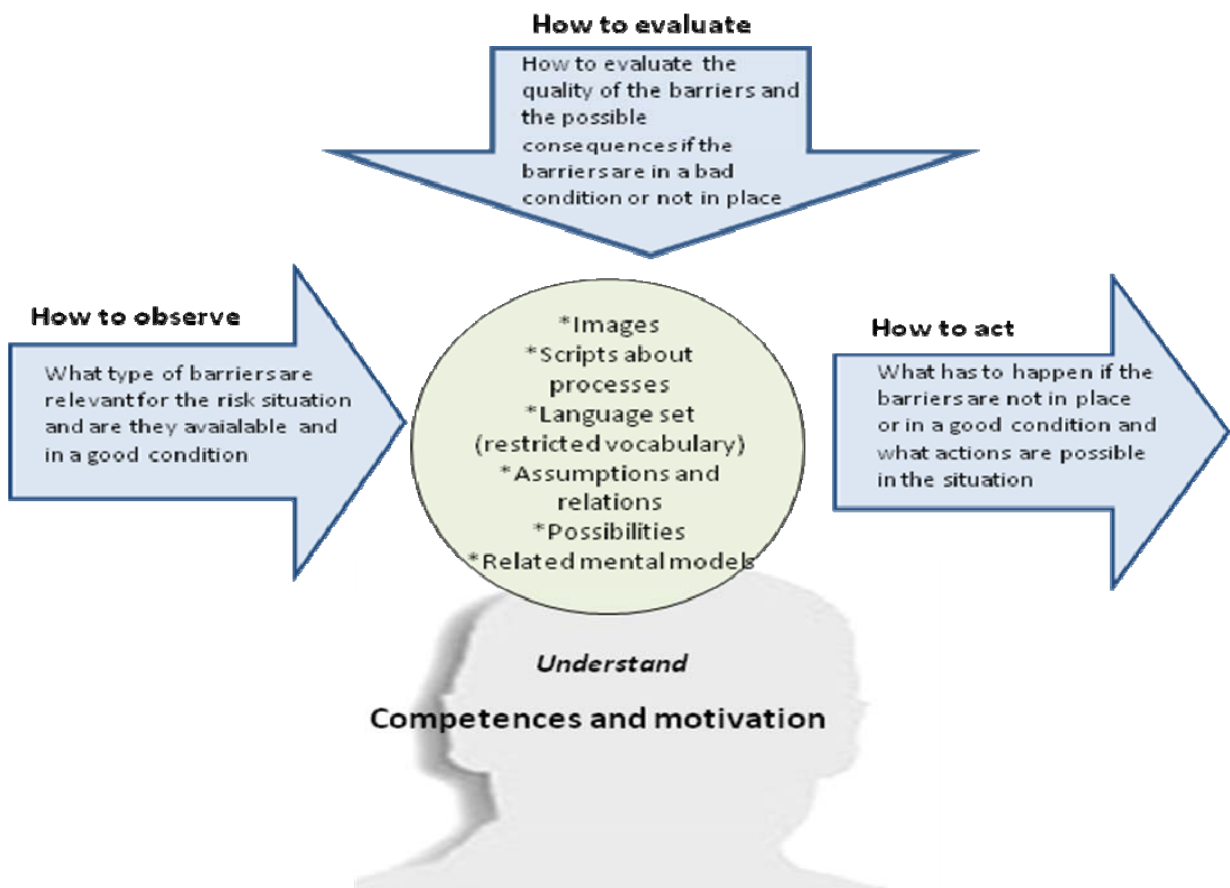 How to evaluate
How to evaluate the
quality of the barriers and
the possible
consequences if the
barriers are in a bad
condition or not in place
How to observe
What type of barriers are
relevant for the risk situation
and are they avaialable and
in a good condition
*Images
*Scripts about
processes
*Language set
(restricted vocabulary)
*Assumptions and
relations
*Possibilities
*Related mental models
How to act
What has to happen if the
barriers are not in place
or in a good condition and
what actions are possible
in the situation
Understand
Competences and motivation